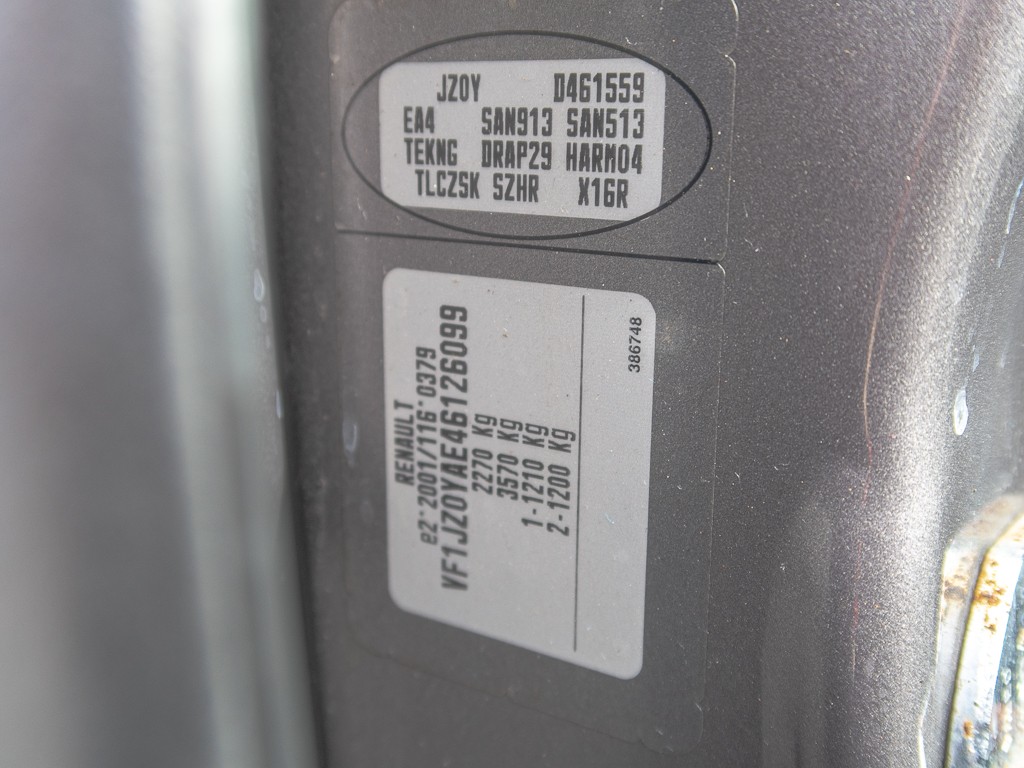 JZ0Y D461559
EA4 SAN913 SAN513
TEKNG DRAP29 HARM04
TLCZSK SZHR X16R
RENAULT
e2*2001/116*0379
VF1JZ0YAE46126099
2270 Kg
3570 Kg
1-1210 Kg
2-1200 Kg
386748